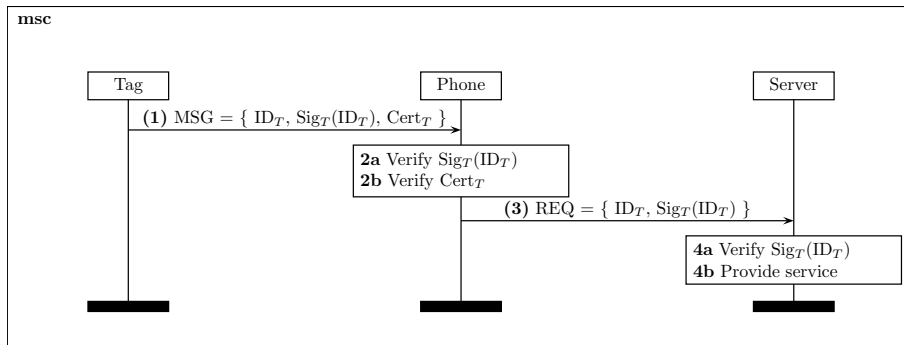 msc
Tag Phone Server
(1) MSG = { ID_T, Sig_T(ID_T), Cert_T }
2a Verify Sig_T(ID_T)
2b Verify Cert_T
(3) REQ = { ID_T, Sig_T(ID_T) }
4a Verify Sig_T(ID_T)
4b Provide service